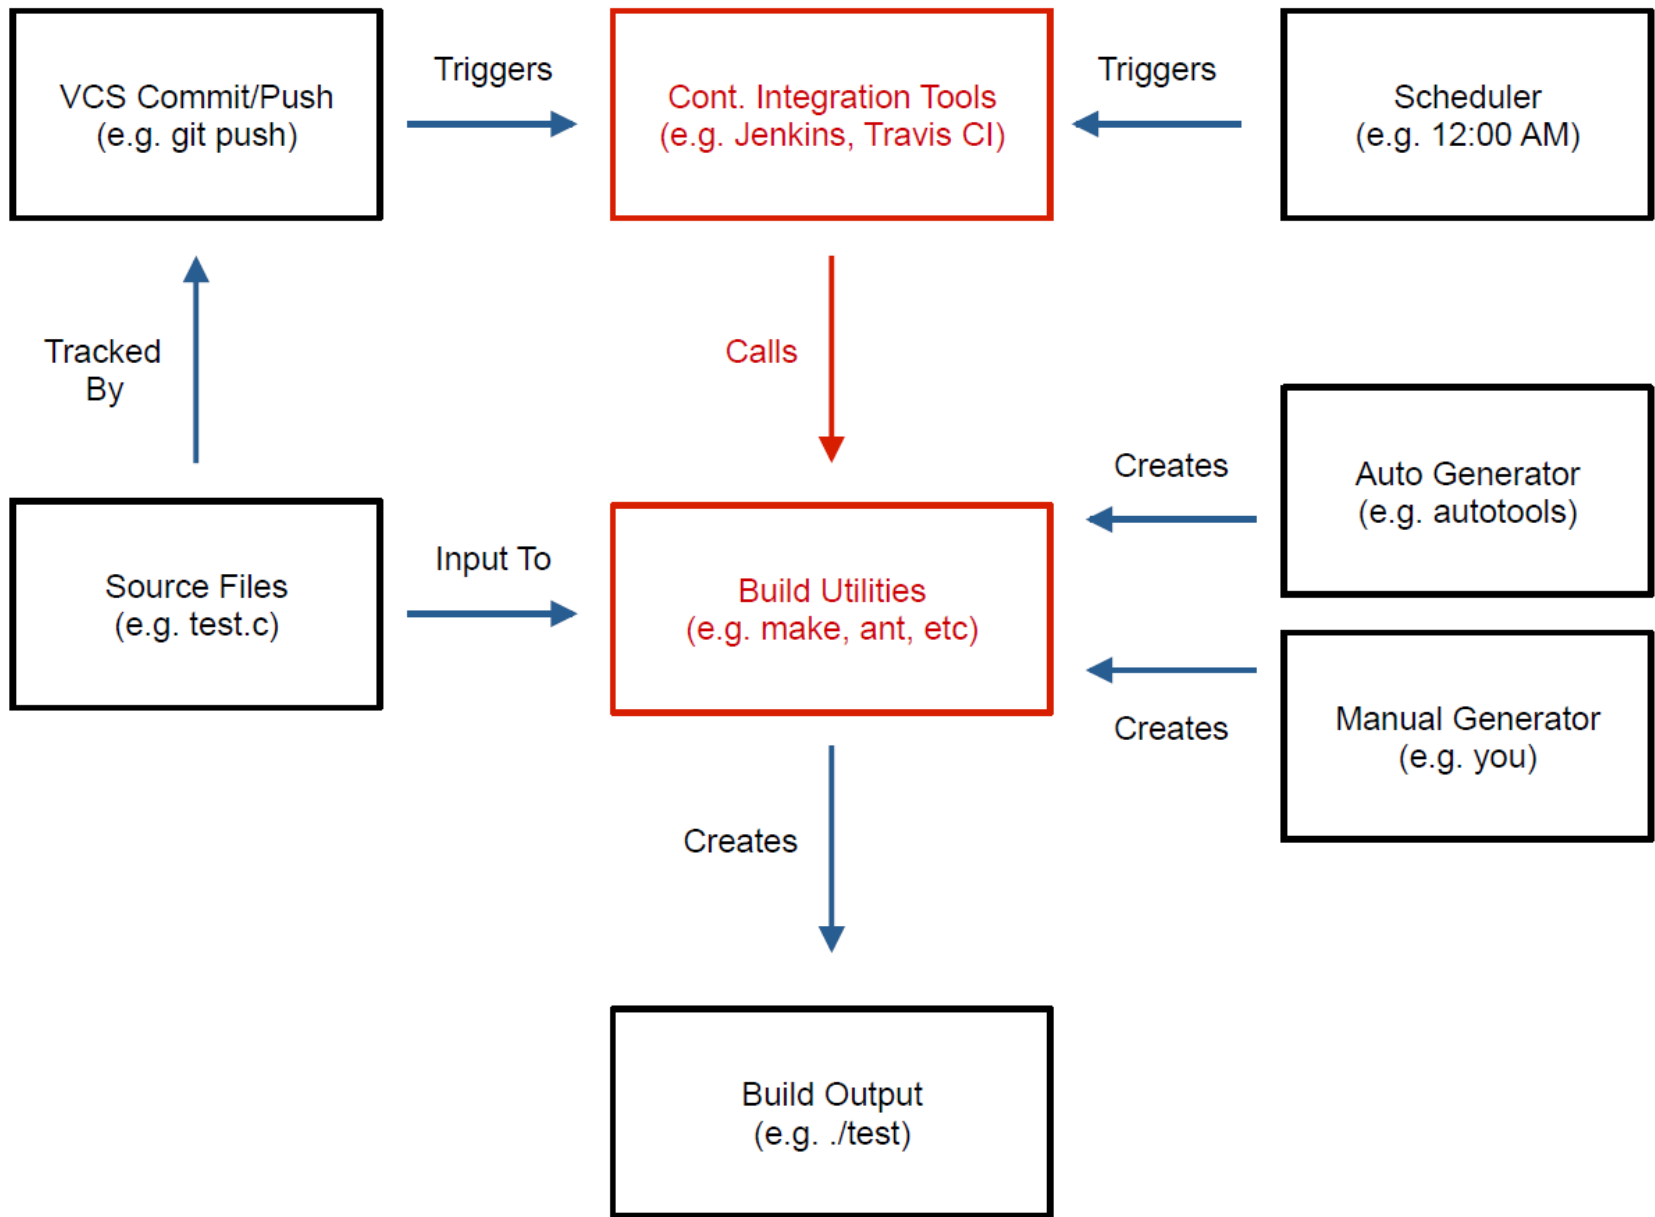 VCS Commit/Push
(e.g. git push)
Triggers
Cont. Integration Tools
(e.g. Jenkins, Travis CI)
Triggers
Scheduler
(e.g. 12:00 AM)
Tracked
By
Calls
Source Files
(e.g. test.c)
Input To
Build Utilities
(e.g. make, ant, etc)
Creates
Auto Generator
(e.g. autotools)
Creates
Manual Generator
(e.g. you)
Creates
Build Output
(e.g. ./test)